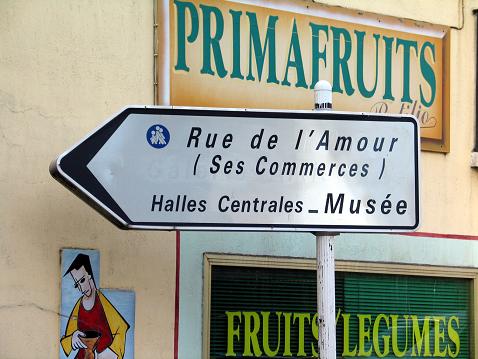 PRIMAFRUITS
Rue de l'Amour
( Ses Commerces )
Halles Centrales - Musée
FRUITS/LEGUMES